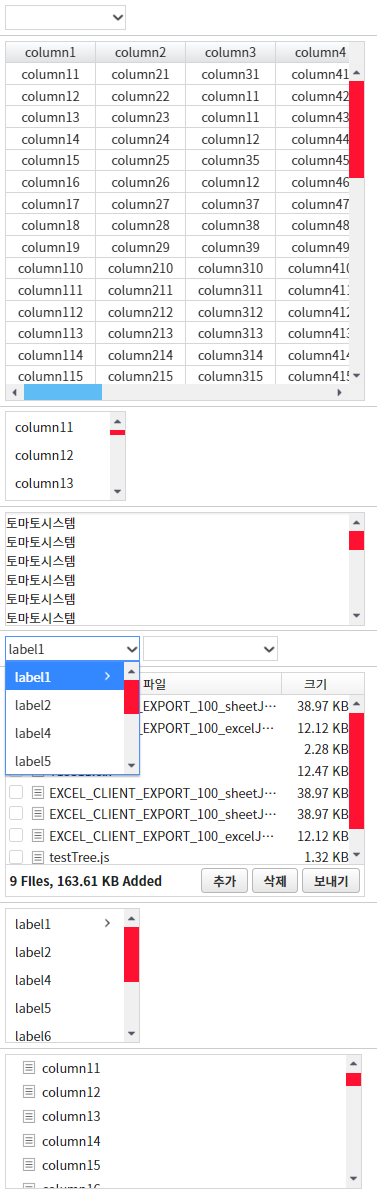 column1 column2 column3 column4
column11 column21 column31 column41
column12 column22 column11 column42
column13 column23 column11 column43
column14 column24 column12 column44
column15 column25 column35 column45
column16 column26 column12 column46
column17 column27 column37 column47
column18 column28 column38 column48
column19 column29 column39 column49
column110 column210 column310 column410
column111 column211 column311 column411
column112 column212 column312 column412
column113 column213 column313 column413
column114 column214 column314 column414
column115 column215 column315 column415
column11
column12
column13
토마토시스템
토마토시스템
토마토시스템
토마토시스템
토마토시스템
토마토시스템
label1
label1
label2
label4
label5
파일 크기
_EXPORT_100_sheetJ… 38.97 KB
_EXPORT_100_excelJ… 12.12 KB
2.28 KB
12.47 KB
EXCEL_CLIENT_EXPORT_100_sheetJ… 38.97 KB
EXCEL_CLIENT_EXPORT_100_sheetJ… 38.97 KB
EXCEL_CLIENT_EXPORT_100_excelJ… 12.12 KB
testTree.js 1.32 KB
9 FIles, 163.61 KB Added 추가 삭제 보내기
label1
label2
label4
label5
label6
column11
column12
column13
column14
column15
column16